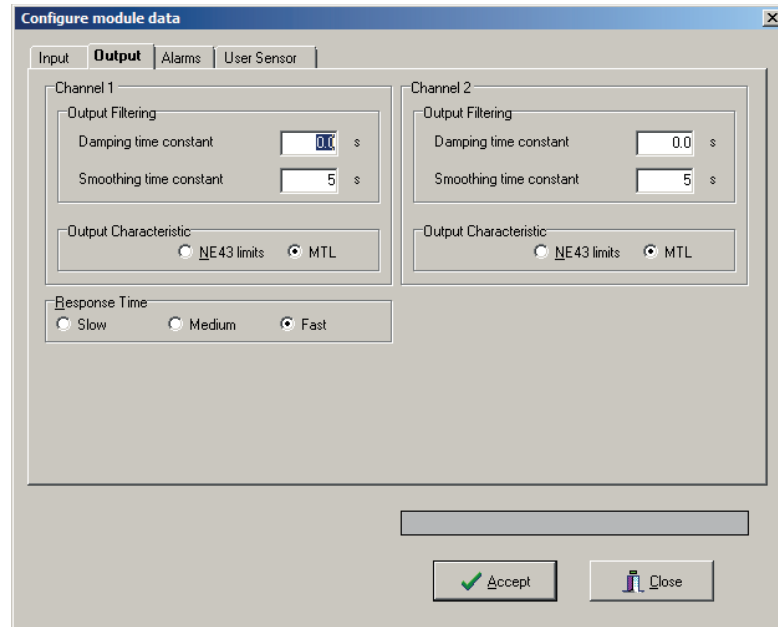 Configure module data
Input Output Alarms User Sensor
Channel 1
Output Filtering
Damping time constant 0.0 s
Smoothing time constant 5 s
Output Characteristic
NE43 limits MTL
Channel 2
Output Filtering
Damping time constant 0.0 s
Smoothing time constant 5 s
Output Characteristic
NE43 limits MTL
Response Time
Slow Medium Fast
Accept Close